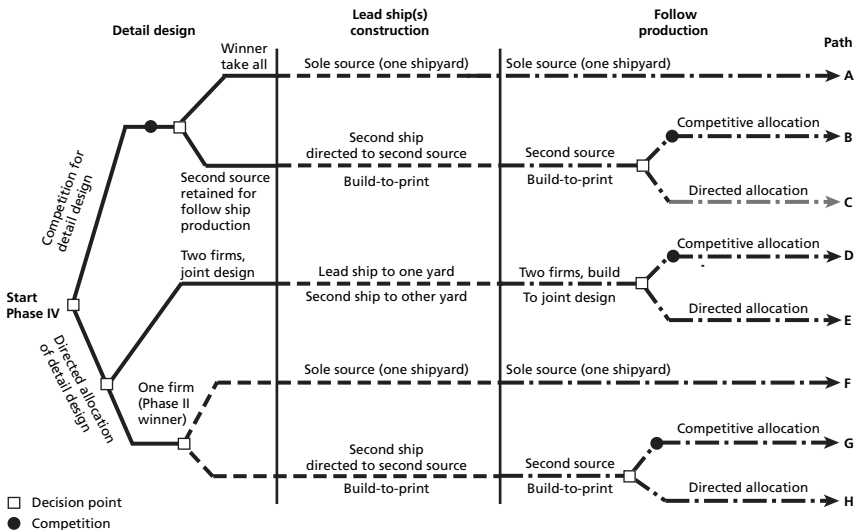 Detail design
Lead ship(s)
construction
Follow
production
Path
Winner
take all
Sole source (one shipyard)
Sole source (one shipyard)
A
Competition for
detail design
Second source
retained for
follow ship
production
Second ship
directed to second source
Build-to-print
Second source
Build-to-print
Competitive allocation
B
Directed allocation
C
Start
Phase IV
Two firms,
joint design
Lead ship to one yard
Second ship to other yard
Two firms, build
To joint design
Competitive allocation
D
Directed allocation
E
Directed allocation
of detail design
One firm
(Phase II
winner)
Sole source (one shipyard)
Sole source (one shipyard)
F
Second ship
directed to second source
Build-to-print
Second source
Build-to-print
Competitive allocation
G
Directed allocation
H
Decision point
Competition